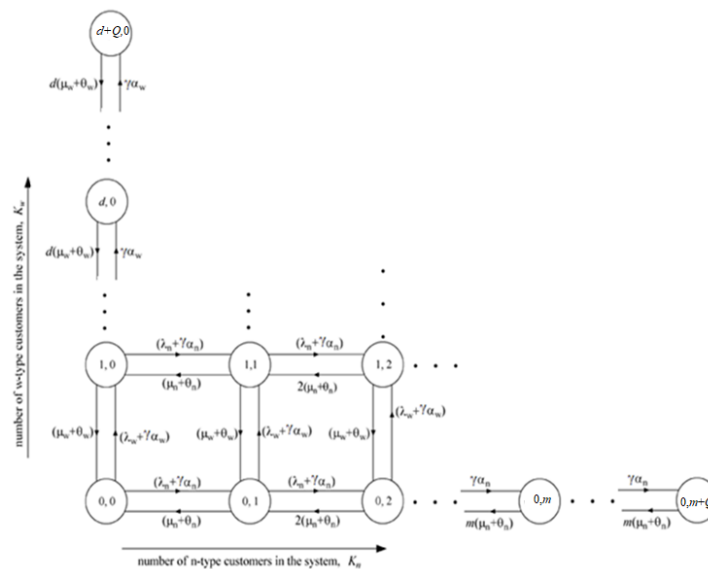 d+Q,0
d(μw+θw) γαw
d, 0
d(μw+θw) γαw
(λn+γαn) (λn+γαn)
1, 0 1,1 1, 2
(μn+θn) 2(μn+θn)
(μw+θw) (λw+γαw) (μw+θw) (λw+γαw) (μw+θw) (λw+γαw)
(λn+γαn) (λn+γαn) γαn γαn
0, 0 0, 1 0, 2 0,m 0,m+Q
(μn+θn) 2(μn+θn) m(μn+θn) m(μn+θn)
number of n-type customers in the system, Kn
number of w-type customers in the system, Kw